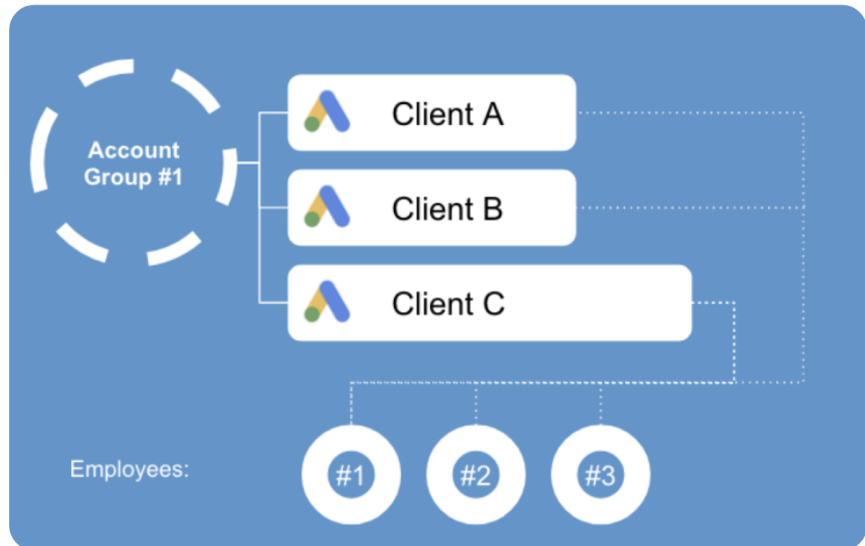 Account
Group #1
Client A
Client B
Client C
Employees:
#1
#2
#3